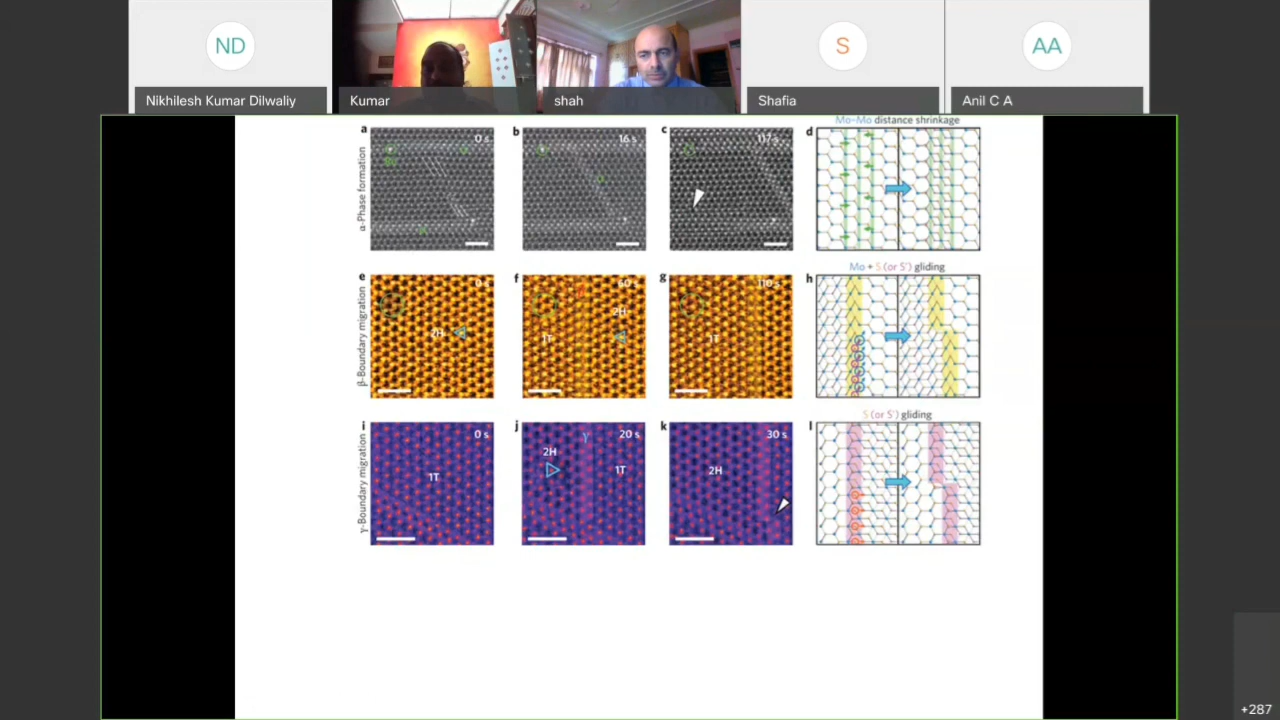 ND
S
AA
Nikhilesh Kumar Dilwaliy
Kumar
shah
Shafia
Anil C A
a
0 s
b
16 s
c
117 s
d
Mo–Mo distance shrinkage
α-Phase formation
e
0 s
2H
f
60 s
2H
1T
g
110 s
1T
h
Mo + S (or S') gliding
β-Boundary migration
i
0 s
1T
j
20 s
γ
2H
1T
k
30 s
2H
l
S (or S') gliding
γ-Boundary migration
+287